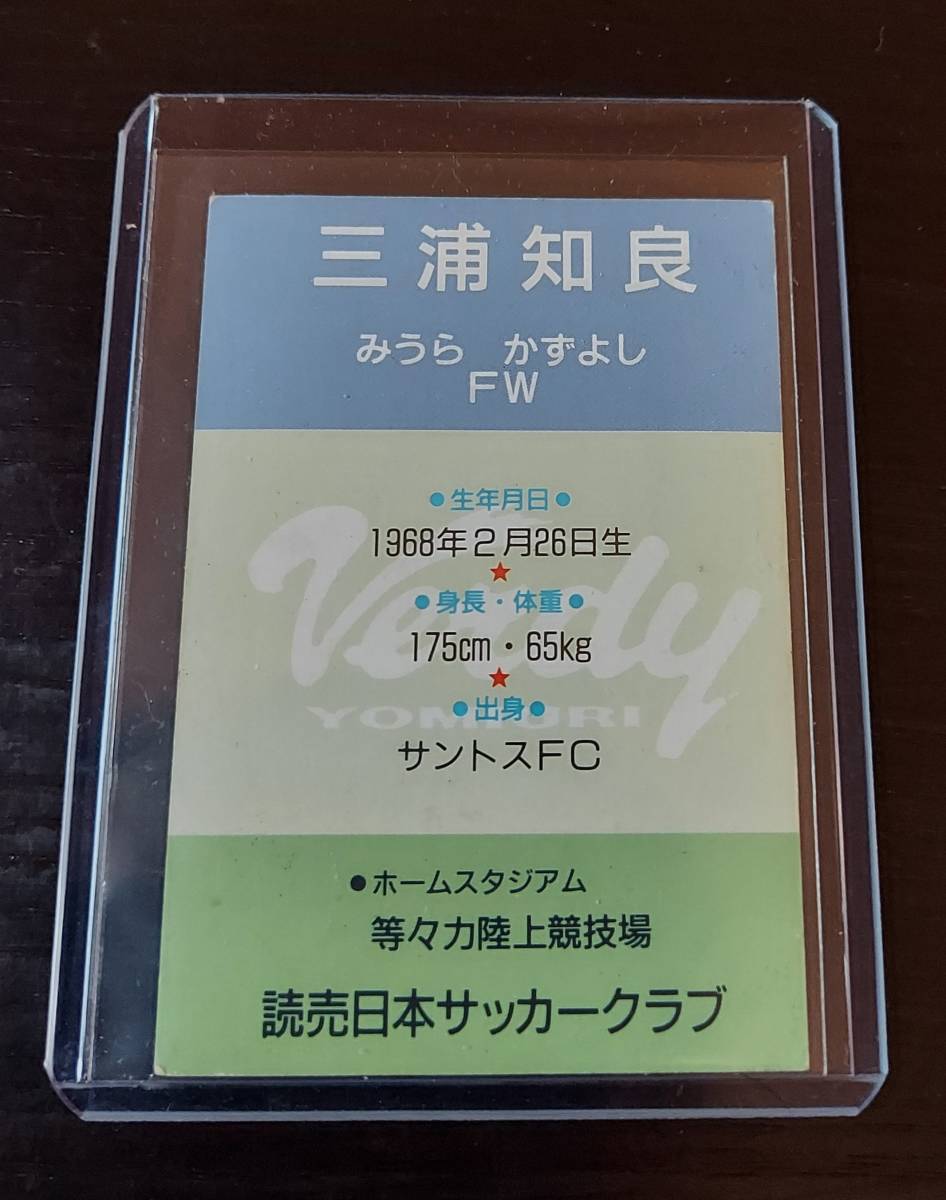 三浦知良
みうら　かずよし
FW
●生年月日●
1968年2月26日生
★
●身長・体重●
175cm・65kg
★
●出身●
サントスFC
Verdy
YOMIURI
●ホームスタジアム
等々力陸上競技場
読売日本サッカークラブ